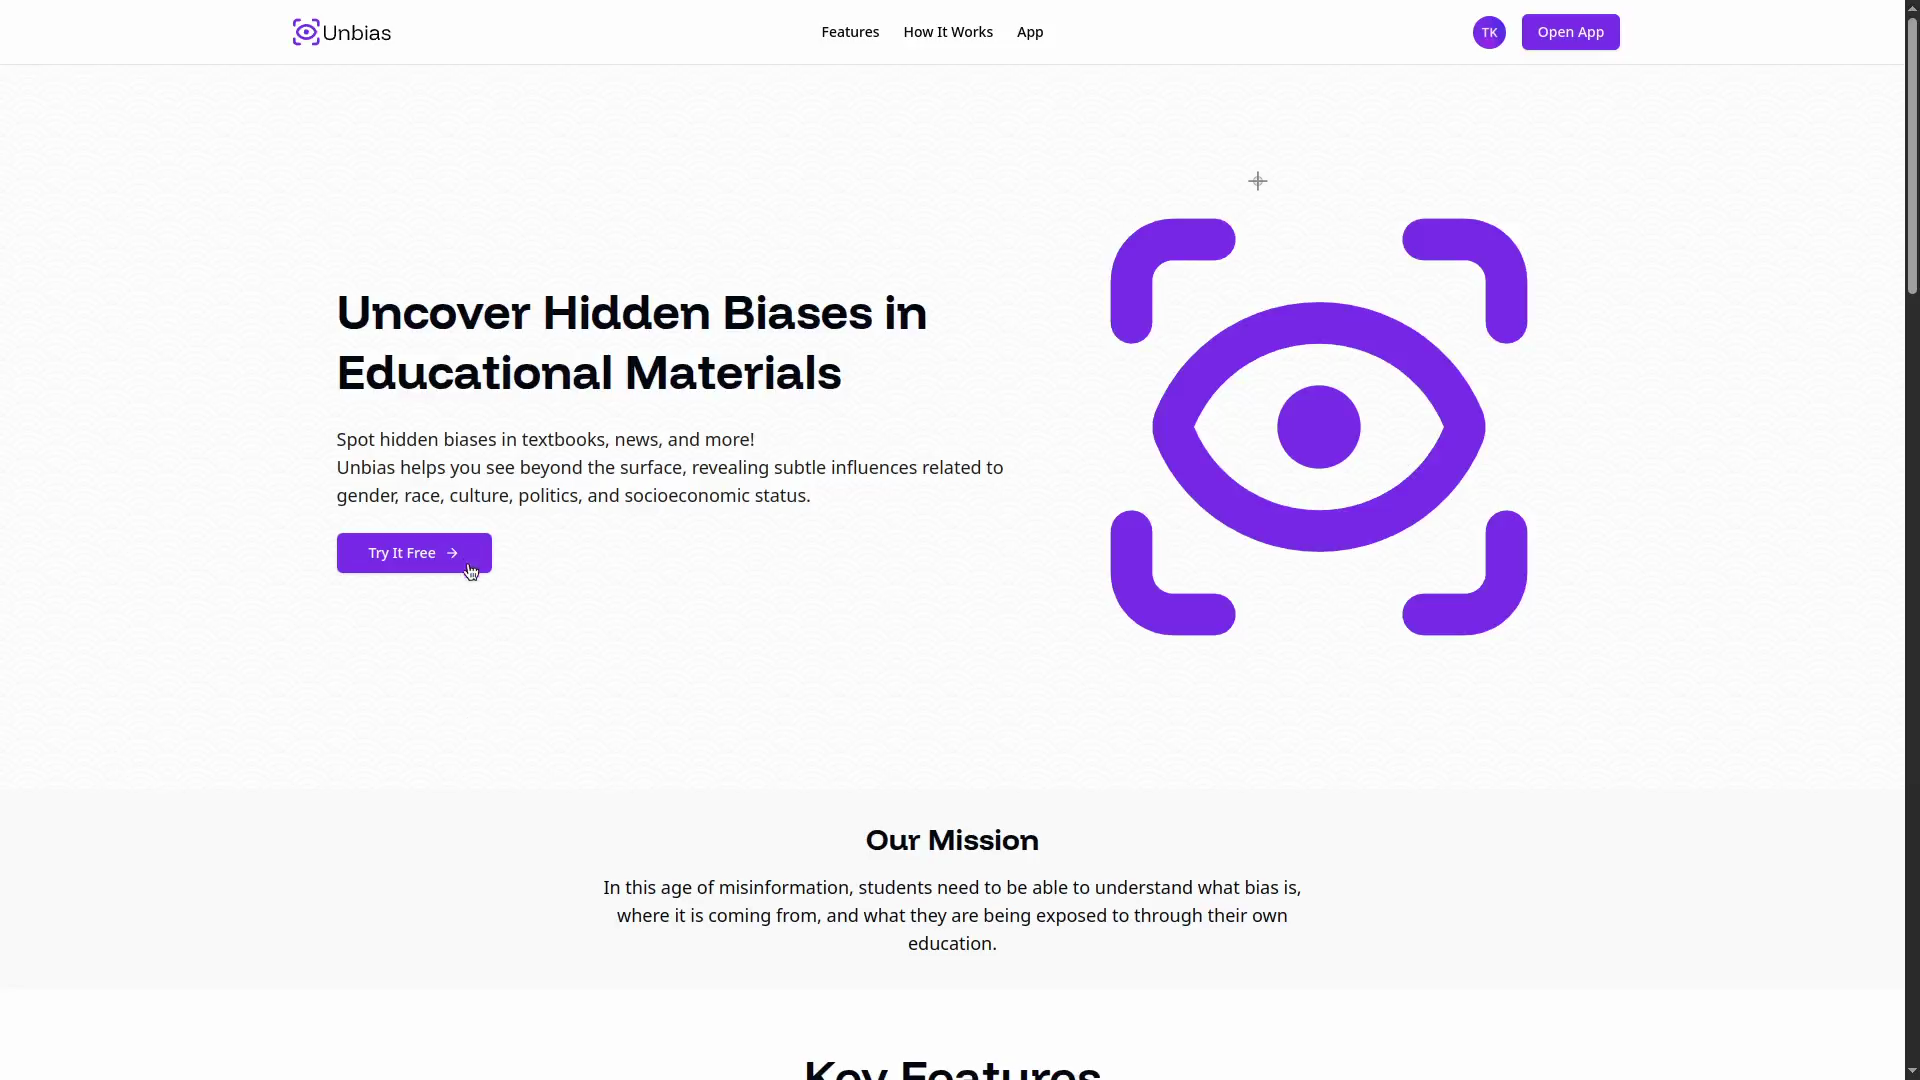 Unbias
Features
How It Works
App
TK
Open App
Uncover Hidden Biases in
Educational Materials
Spot hidden biases in textbooks, news, and more!
Unbias helps you see beyond the surface, revealing subtle influences related to
gender, race, culture, politics, and socioeconomic status.
Try It Free
Our Mission
In this age of misinformation, students need to be able to understand what bias is,
where it is coming from, and what they are being exposed to through their own
education.
Key Features